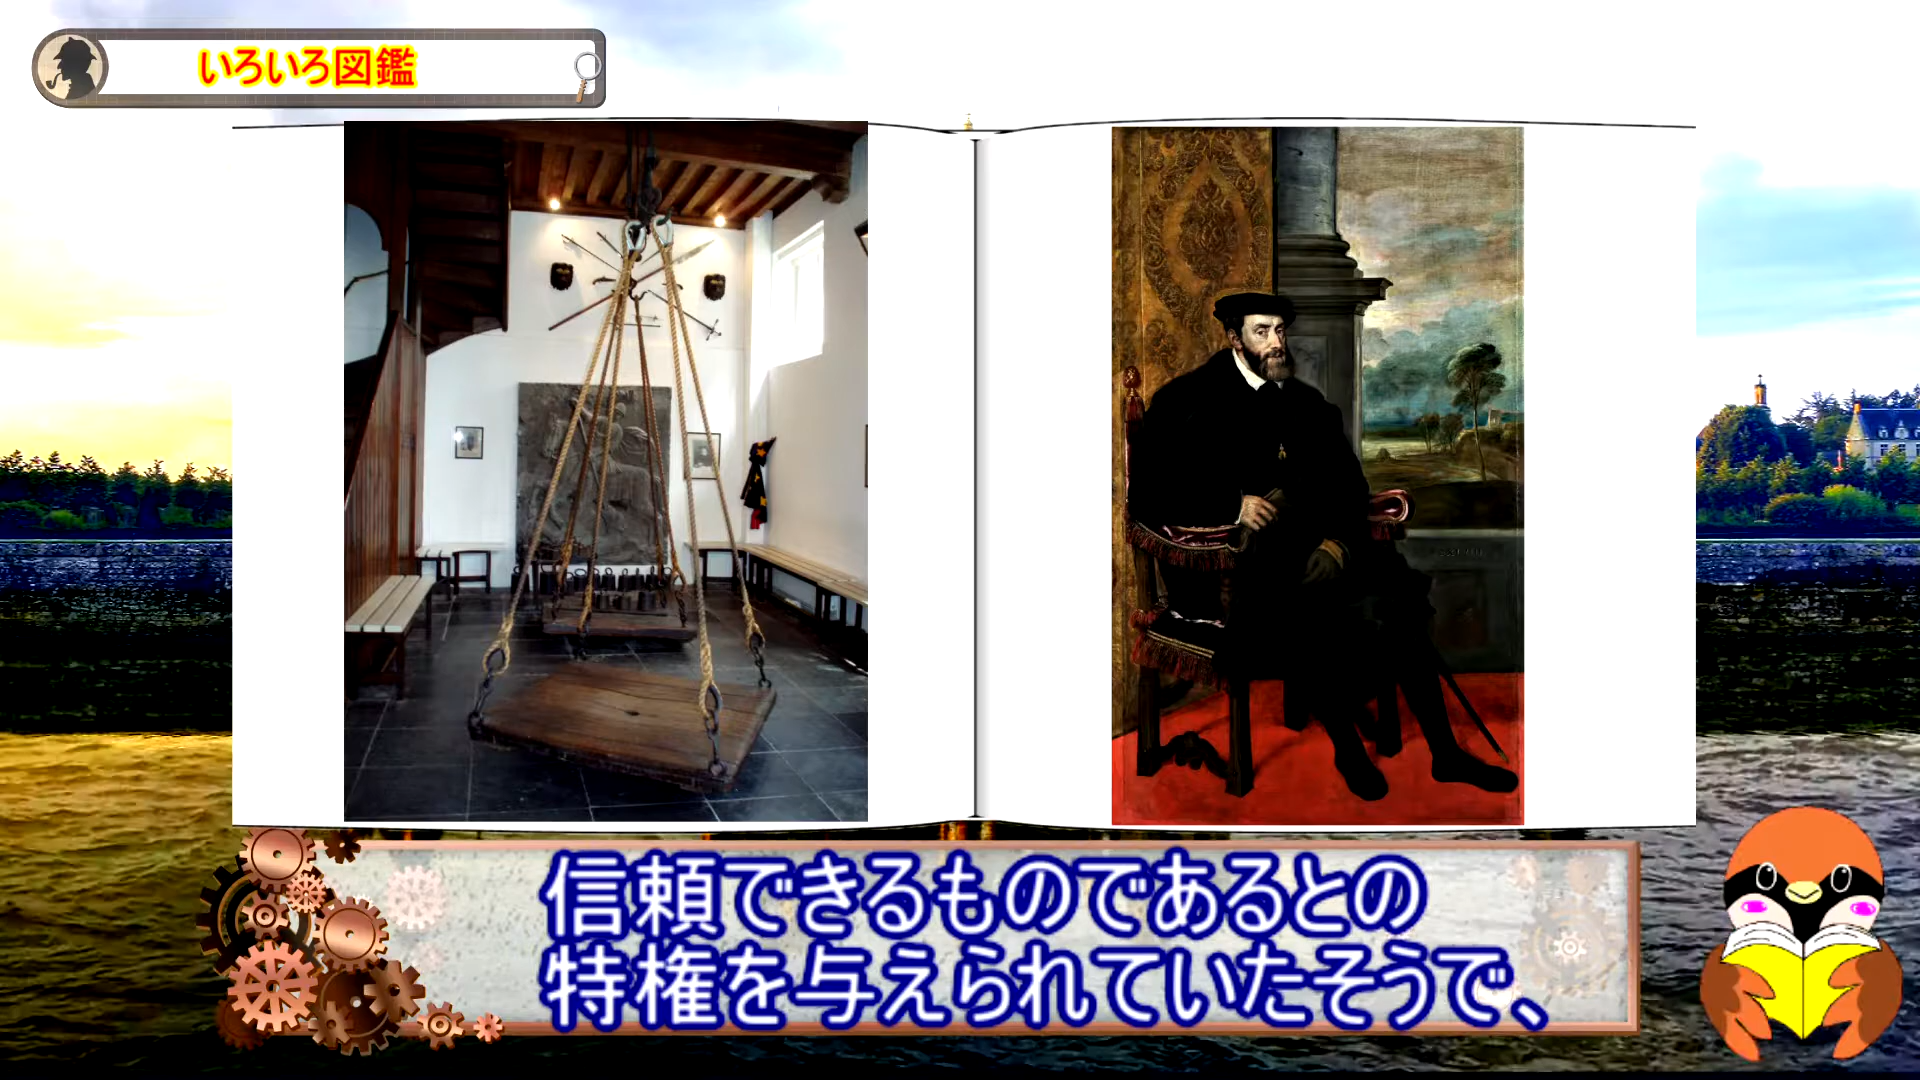 いろいろ図鑑
信頼できるものであるとの
特権を与えられていたそうで、